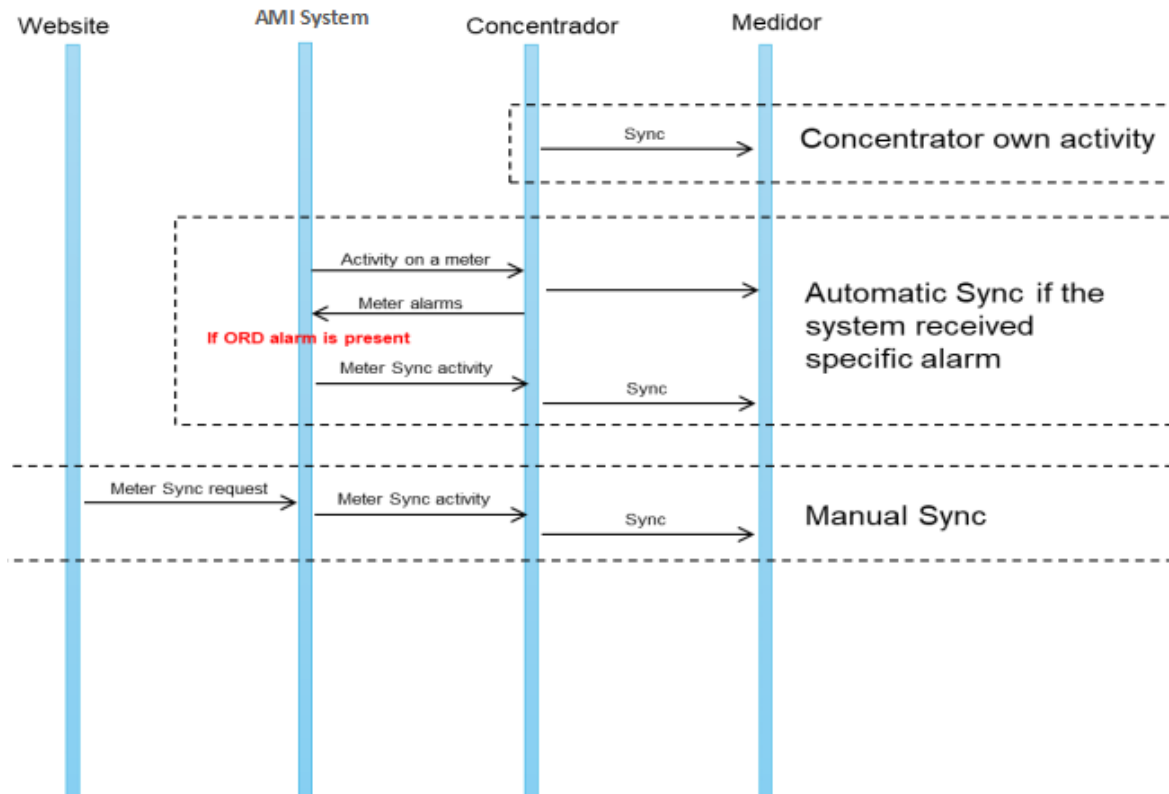 Website
AMI System
Concentrador
Medidor
Sync
Concentrator own activity
Activity on a meter
Meter alarms
If ORD alarm is present
Meter Sync activity
Sync
Automatic Sync if the
system received
specific alarm
Meter Sync request
Meter Sync activity
Sync
Manual Sync